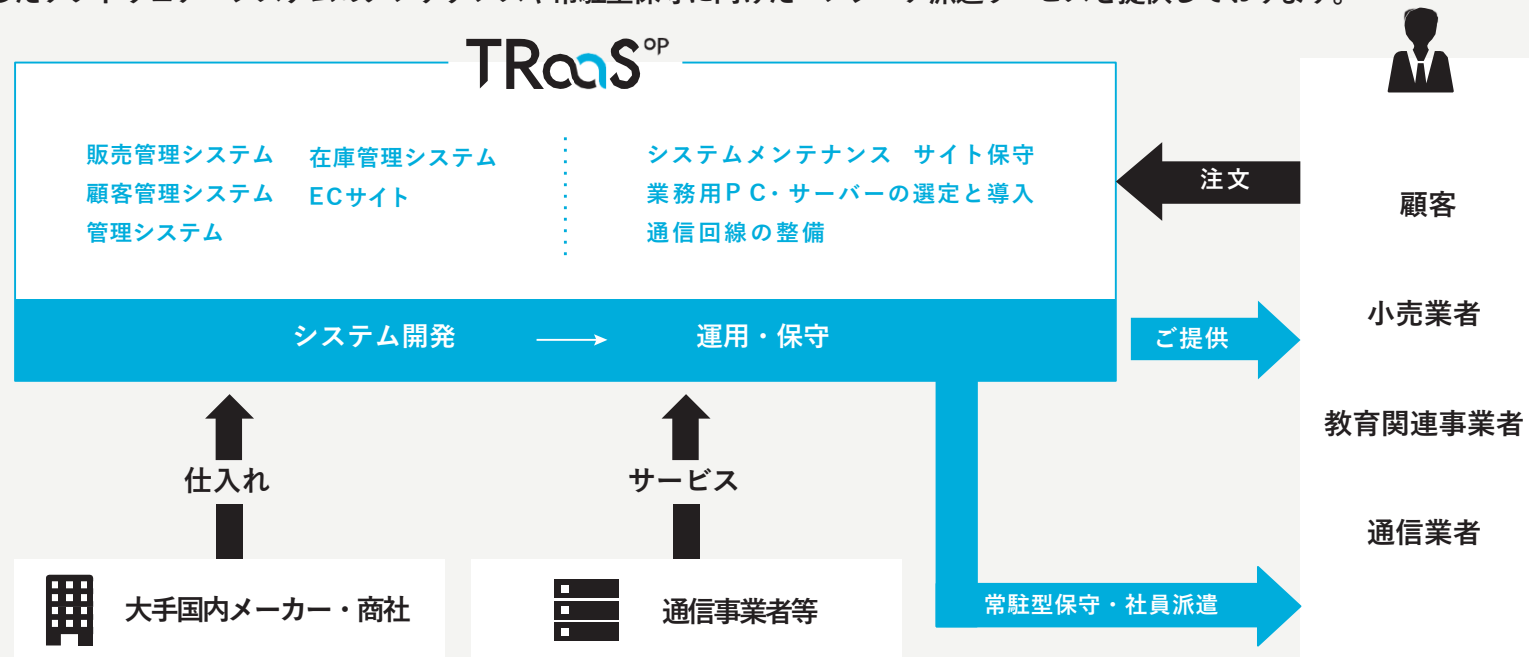 TRaaS OP
販売管理システム 在庫管理システム
顧客管理システム ECサイト
管理システム
システムメンテナンス サイト保守
業務用PC・サーバーの選定と導入
通信回線の整備
システム開発 → 運用・保守
注文
ご提供
顧客
小売業者
教育関連事業者
通信業者
仕入れ
サービス
大手国内メーカー・商社
通信事業者等
常駐型保守・社員派遣